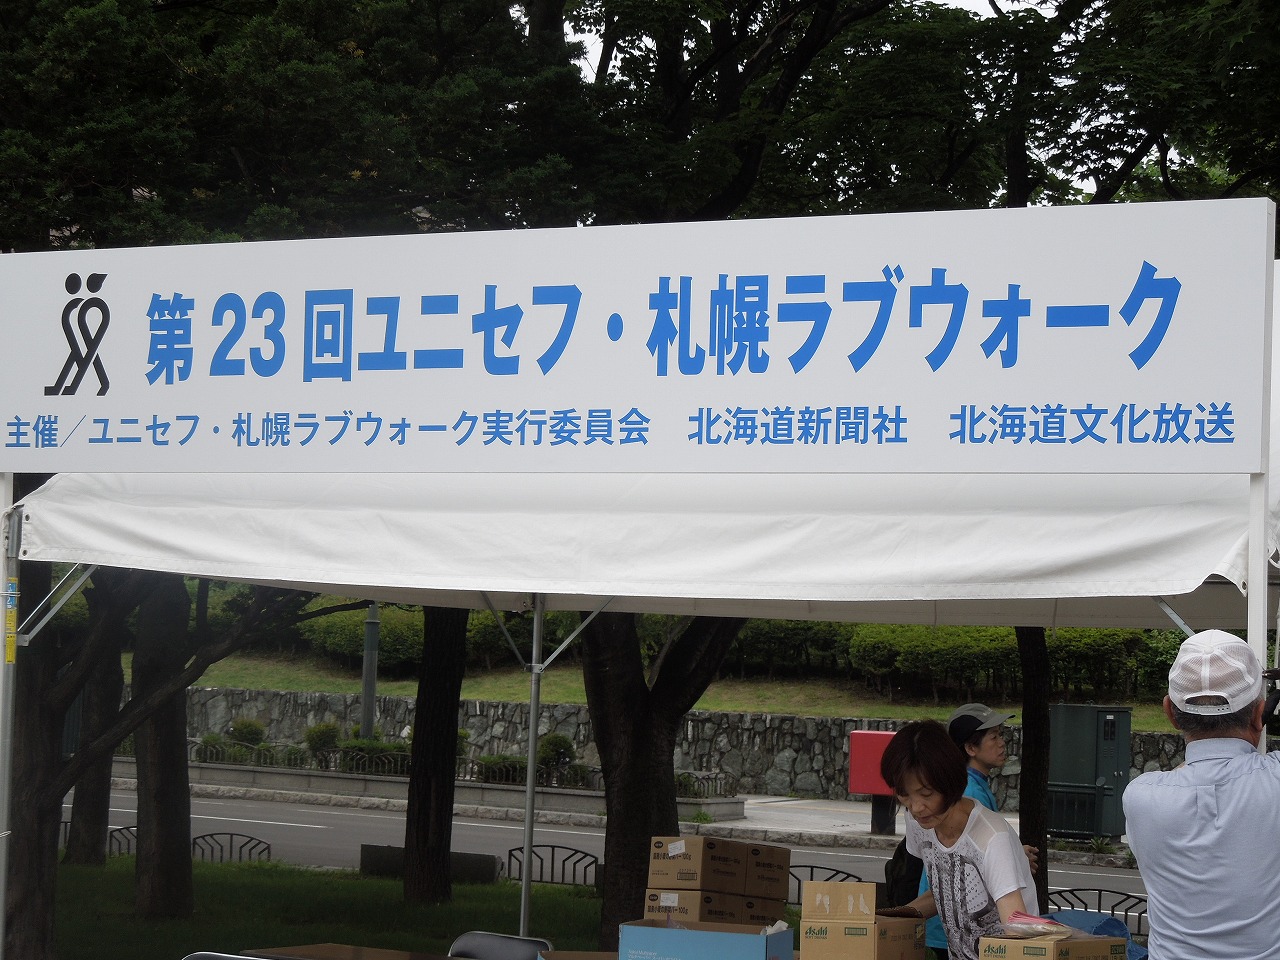 第23回ユニセフ・札幌ラブウォーク
主催／ユニセフ・札幌ラブウォーク実行委員会　北海道新聞社　北海道文化放送
Asahi
Asahi